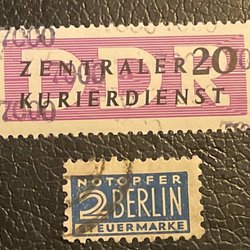 DDR
ZENTRALER 20
KURIERDIENST
NOTOPFER
2 BERLIN
STEUERMARKE